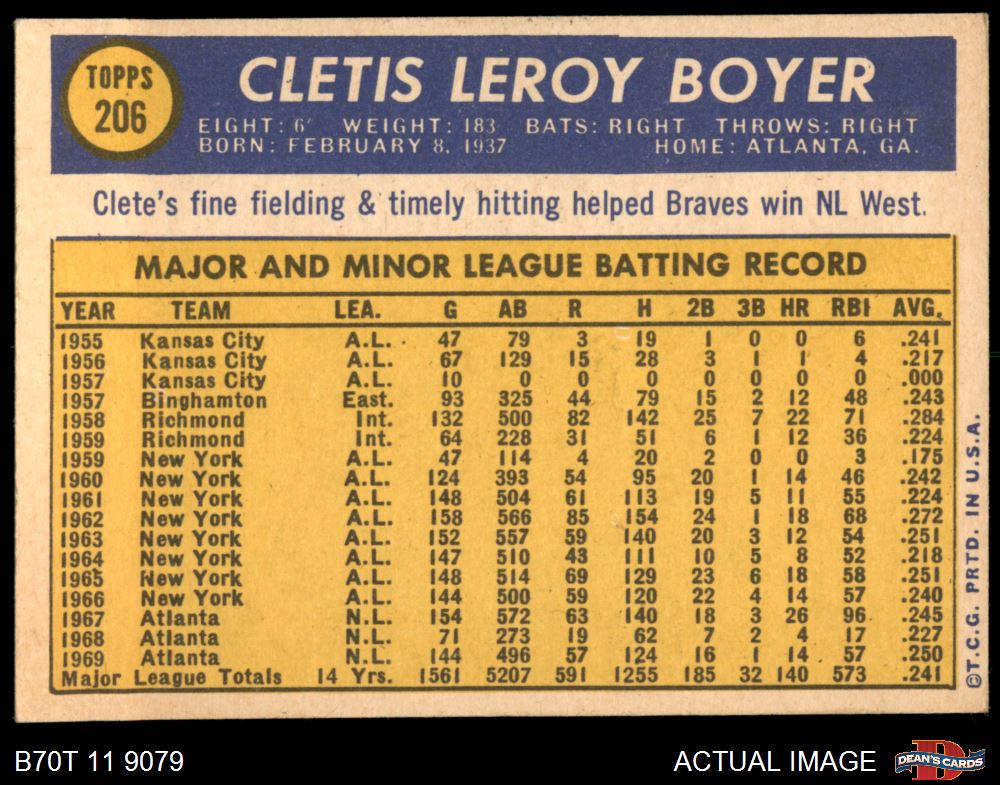 TOPPS
206
CLETIS LEROY BOYER
EIGHT: 6' WEIGHT: 183 BATS: RIGHT THROWS: RIGHT
BORN: FEBRUARY 8, 1937 HOME: ATLANTA, GA.
Clete's fine fielding & timely hitting helped Braves win NL West.
MAJOR AND MINOR LEAGUE BATTING RECORD
YEAR TEAM LEA. G AB R H 2B 3B HR RBI AVG.
1955 Kansas City A.L. 47 79 3 19 1 0 0 6 .241
1956 Kansas City A.L. 67 129 15 28 3 1 1 4 .217
1957 Kansas City A.L. 10 0 0 0 0 0 0 0 .000
1957 Binghamton East. 93 325 44 79 15 2 12 48 .243
1958 Richmond Int. 132 500 82 142 25 7 22 71 .284
1959 Richmond Int. 64 228 31 51 6 1 12 36 .224
1959 New York A.L. 47 114 4 20 2 0 0 3 .175
1960 New York A.L. 124 393 54 95 20 1 14 46 .242
1961 New York A.L. 148 504 61 113 19 5 11 55 .224
1962 New York A.L. 158 566 85 154 24 1 18 68 .272
1963 New York A.L. 152 557 59 140 20 3 12 54 .251
1964 New York A.L. 147 510 43 111 10 5 8 52 .218
1965 New York A.L. 148 514 69 129 23 6 18 58 .251
1966 New York A.L. 144 500 59 120 22 4 14 57 .240
1967 Atlanta N.L. 154 572 63 140 18 3 26 96 .245
1968 Atlanta N.L. 71 273 19 62 7 2 4 17 .227
1969 Atlanta N.L. 144 496 57 124 16 1 14 57 .250
Major League Totals 14 Yrs. 1561 5207 591 1255 185 32 140 573 .241
©T.C.G. PRTD. IN U.S.A.
B70T 11 9079
ACTUAL IMAGE
D
DEAN'S CARDS